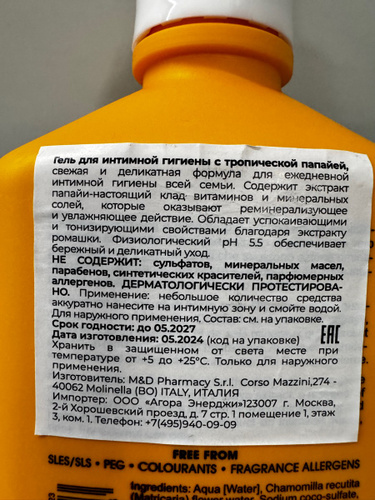 Гель для интимной гигиены с тропической папайей,
свежая и деликатная формула для ежедневной
интимной гигиены всей семьи. Содержит экстракт
папайи-настоящий клад витаминов и минеральных
солей, которые оказывают реминерализующее
и увлажняющее действие. Обладает успокаивающими
и тонизирующими свойствами благодаря экстракту
ромашки. Физиологический pH 5.5 обеспечивает
бережный и деликатный уход.
НЕ СОДЕРЖИТ: сульфатов, минеральных масел,
парабенов, синтетических красителей, парфюмерных
аллергенов. ДЕРМАТОЛОГИЧЕСКИ ПРОТЕСТИРОВА-
НО. Применение: небольшое количество средства
аккуратно нанесите на интимную зону и смойте водой.
Для наружного применения. Состав: см. на упаковке.
Срок годности: до 05.2027
Дата изготовления: 05.2024 (код на упаковке) EAC
Хранить в защищенном от света месте при
температуре от +5 до +25°С. Только для наружного
применения.
Изготовитель: M&D Pharmacy S.r.l. Corso Mazzini,274 -
40062 Molinella (BO) ITALY, ИТАЛИЯ
Импортер: ООО «Агора Энерджи»123007 г. Москва,
2-й Хорошевский проезд, д. 7 стр. 1 помещение 1, этаж
3, ком. 1. Телефон: +7(495)940-09-09
FREE FROM
SLES/SLS • PEG • COLOURANTS • FRAGRANCE ALLERGENS
Ingredients: Aqua [Water], Chamomilla recutita
(Matricaria) flower water, Sodium coco-sulfate,